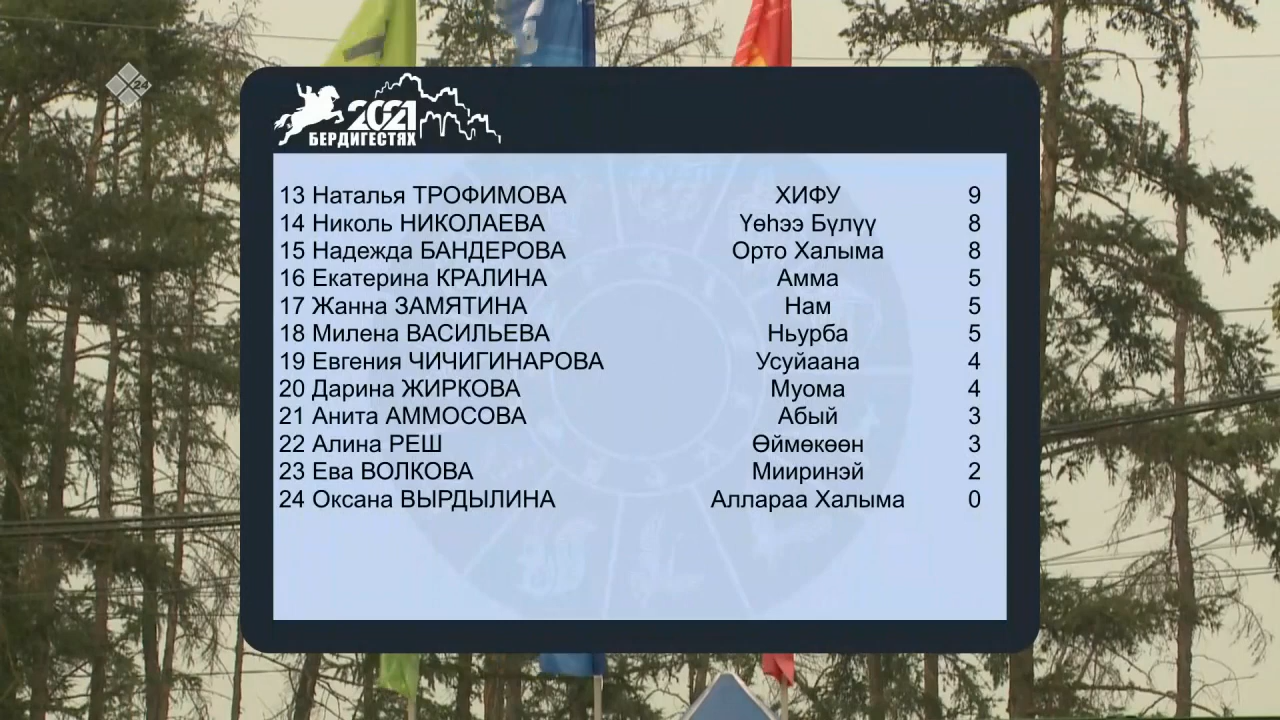 24
2021
БЕРДИГЕСТЯХ
13 Наталья ТРОФИМОВА ХИФУ 9
14 Николь НИКОЛАЕВА Үөһээ Бүлүү 8
15 Надежда БАНДЕРОВА Орто Халыма 8
16 Екатерина КРАЛИНА Амма 5
17 Жанна ЗАМЯТИНА Нам 5
18 Милена ВАСИЛЬЕВА Ньурба 5
19 Евгения ЧИЧИГИНАРОВА Усуйаана 4
20 Дарина ЖИРКОВА Муома 4
21 Анита АММОСОВА Абый 3
22 Алина РЕШ Өймөкөөн 3
23 Ева ВОЛКОВА Мииринэй 2
24 Оксана ВЫРДЫЛИНА Аллараа Халыма 0